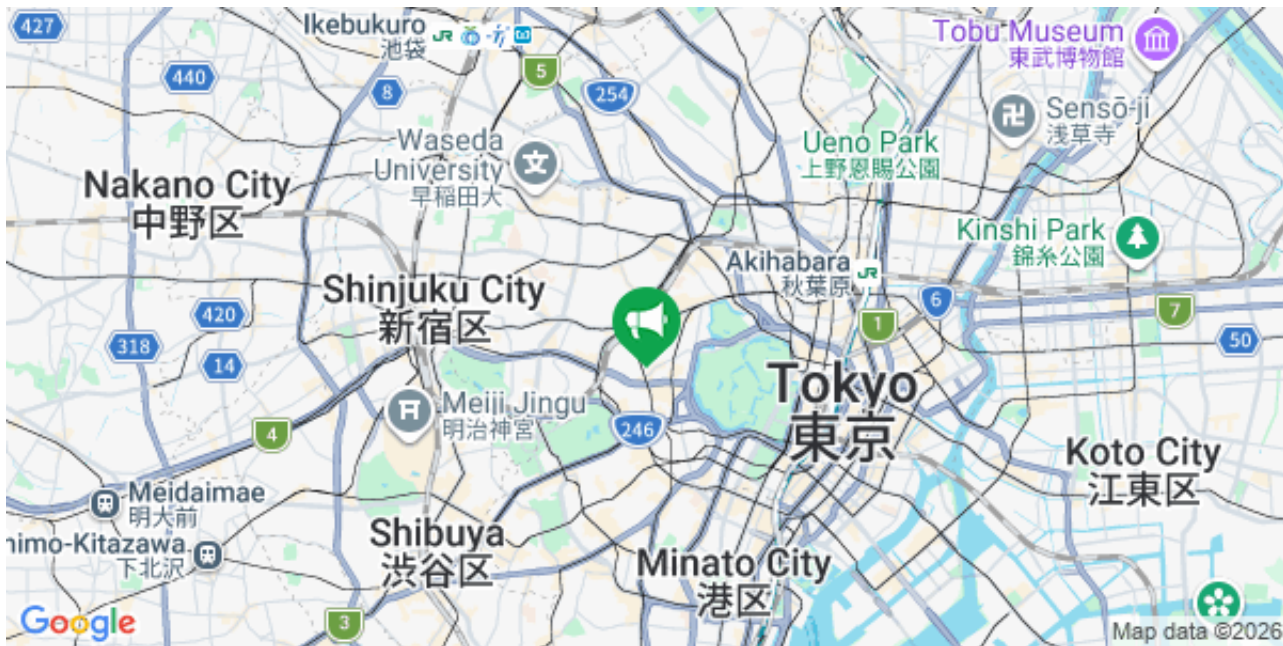 427
Ikebukuro
池袋
JR
Tobu Museum
東武博物館
440
8
5
254
Sensō-ji
浅草寺
Waseda
University
早稲田大
Ueno Park
上野恩賜公園
Nakano City
中野区
Kinshi Park
錦糸公園
Akihabara
秋葉原
JR
Shinjuku City
新宿区
6
7
420
1
318
50
14
Tokyo
東京
Meiji Jingu
明治神宮
4
246
Koto City
江東区
Meidaimae
明大前
Shibuya
渋谷区
himo-Kitazawa
下北沢
Minato City
港区
3
Google
Map data ©2026